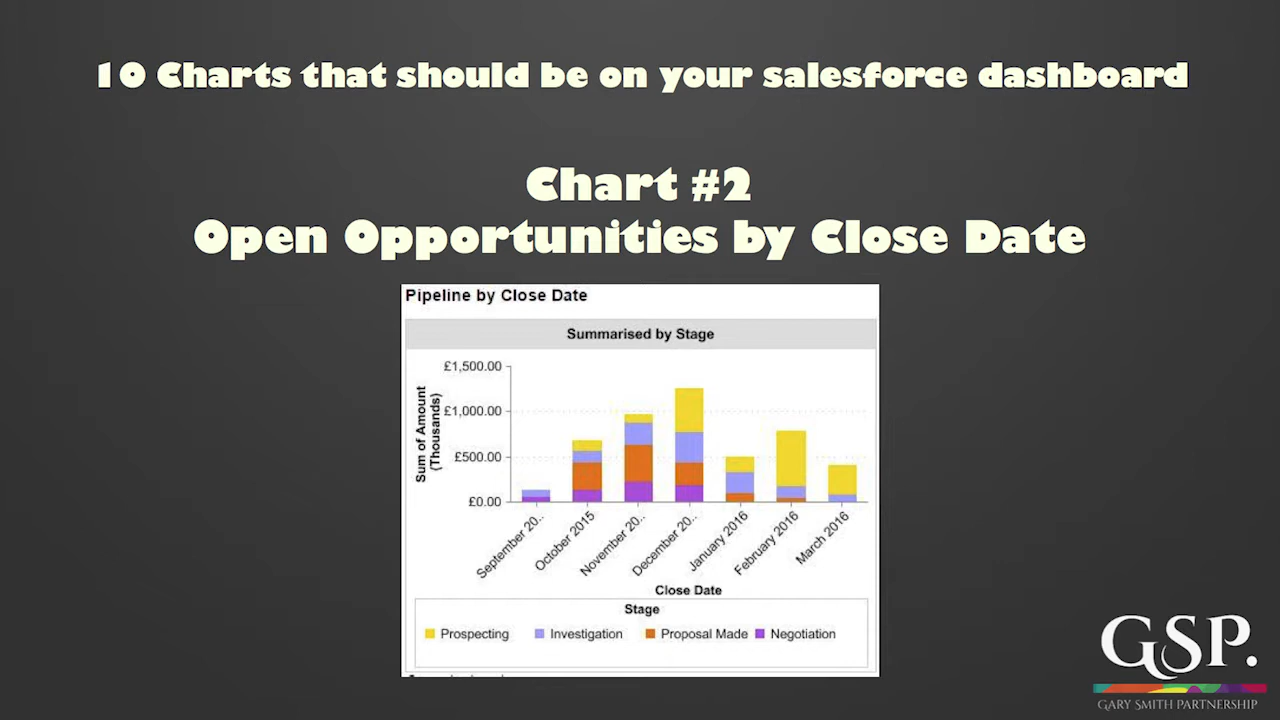 10 Charts that should be on your salesforce dashboard
Chart #2
Open Opportunities by Close Date
Pipeline by Close Date
Summarised by Stage
Sum of Amount
(Thousands)
£1,500.00
£1,000.00
£500.00
£0.00
September 20..
October 2015
November 20..
December 20..
January 2016
February 2016
March 2016
Close Date
Stage
Prospecting
Investigation
Proposal Made
Negotiation
GSP.
GARY SMITH PARTNERSHIP